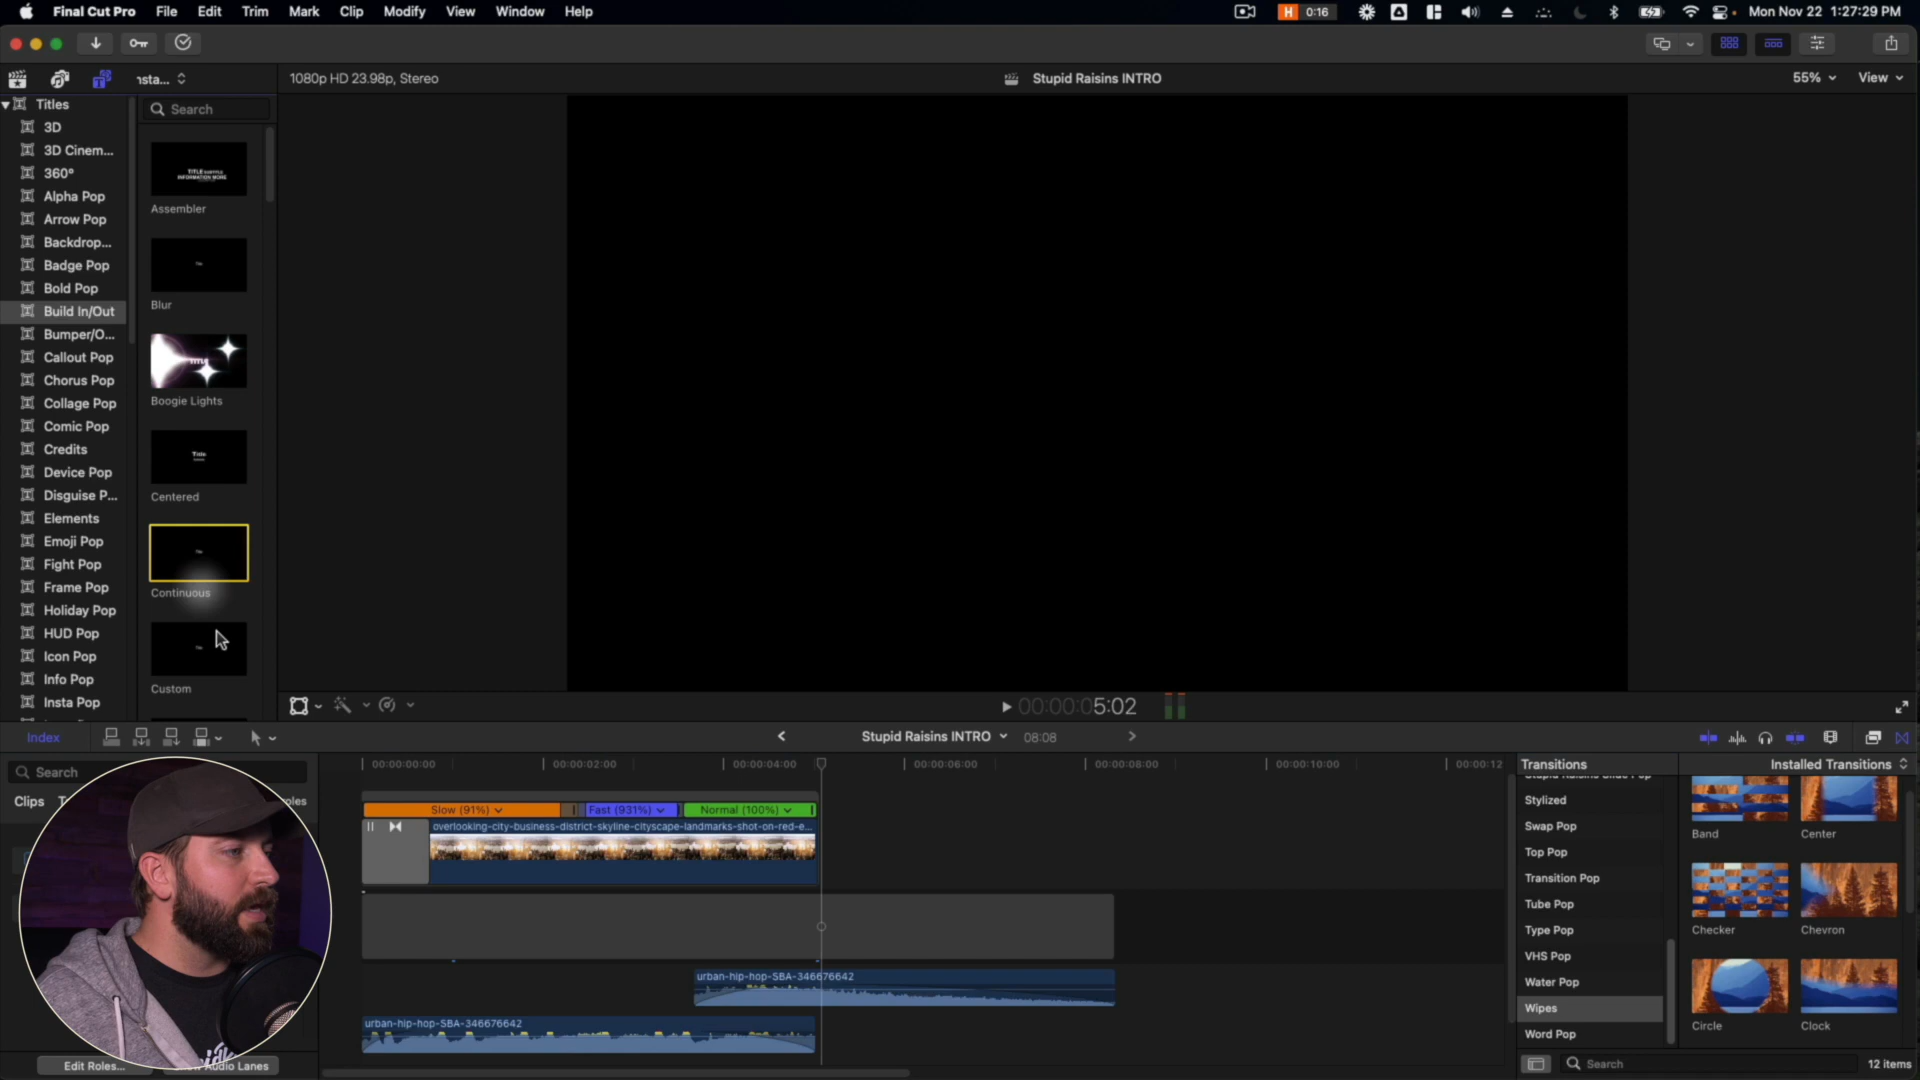 Final Cut Pro File Edit Trim Mark Clip Modify View Window Help
H 0:16
Mon Nov 22 1:27:29 PM
1080p HD 23.98p, Stereo
Stupid Raisins INTRO
55% View
Titles
3D
3D Cinem...
360°
Alpha Pop
Arrow Pop
Backdrop...
Badge Pop
Bold Pop
Build In/Out
Bumper/O...
Callout Pop
Chorus Pop
Collage Pop
Comic Pop
Credits
Device Pop
Disguise P...
Elements
Emoji Pop
Fight Pop
Frame Pop
Holiday Pop
HUD Pop
Icon Pop
Info Pop
Insta Pop
Search
Assembler
Blur
Boogie Lights
Title
Centered
Continuous
Custom
00:00:05:02
Index
Stupid Raisins INTRO
08:08
Search
Clips
00:00:00:00
00:00:02:00
00:00:04:00
00:00:06:00
00:00:08:00
00:00:10:00
00:00:12
Slow (91%)
Fast (931%)
Normal (100%)
overlooking-city-business-district-skyline-cityscape-landmarks-shot-on-red-e...
urban-hip-hop-SBA-346676642
urban-hip-hop-SBA-346676642
Edit Roles...
Audio Lanes
Transitions
Installed Transitions
Stylized
Swap Pop
Top Pop
Transition Pop
Tube Pop
Type Pop
VHS Pop
Water Pop
Wipes
Word Pop
Band
Center
Checker
Chevron
Circle
Clock
Search
12 items